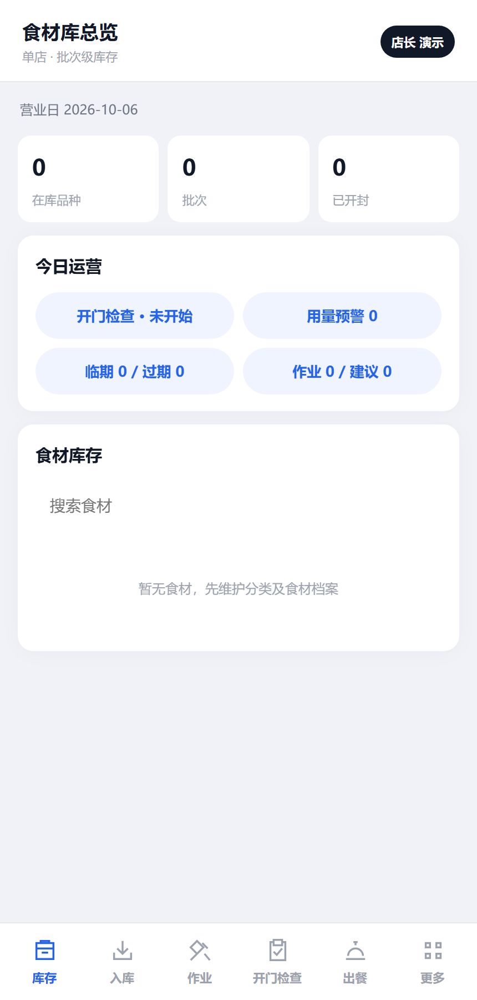 食材库总览
单店 · 批次级库存
店长 演示
营业日 2026-10-06
0
在库品种
0
批次
0
已开封
今日运营
开门检查 · 未开始
用量预警 0
临期 0 / 过期 0
作业 0 / 建议 0
食材库存
搜索食材
暂无食材，先维护分类及食材档案
库存
入库
作业
开门检查
出餐
更多